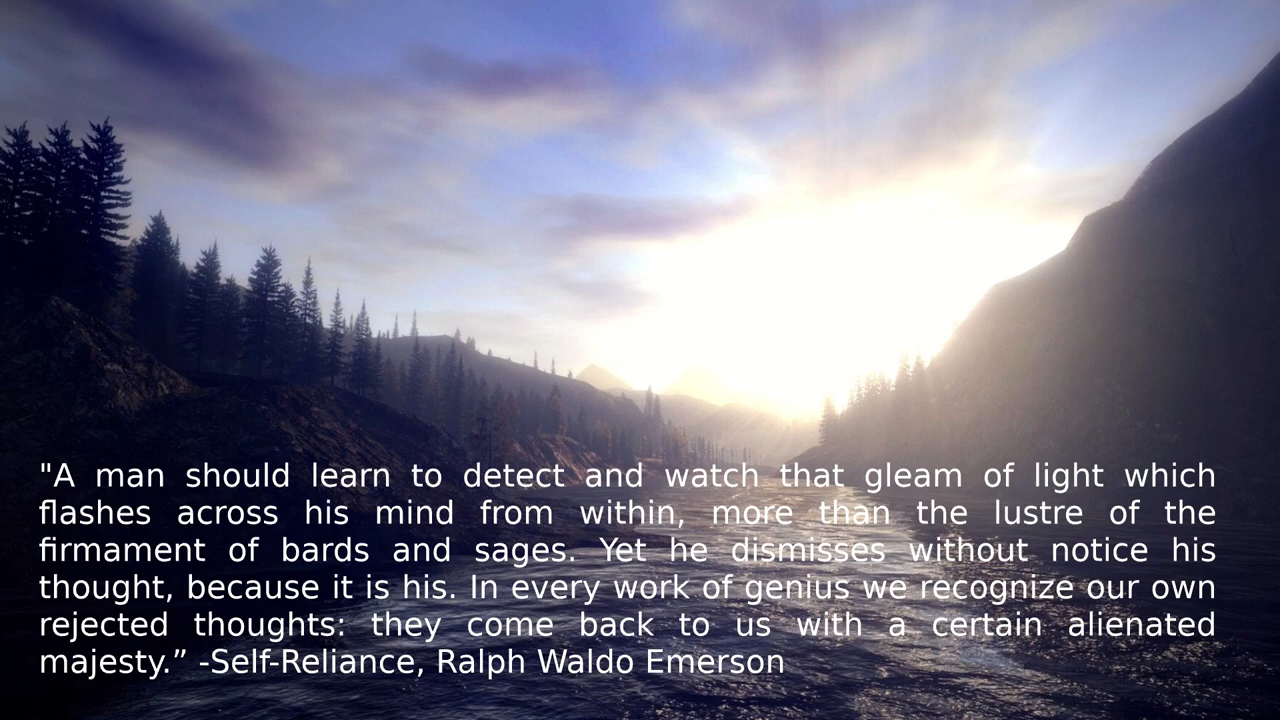 "A man should learn to detect and watch that gleam of light which
flashes across his mind from within, more than the lustre of the
firmament of bards and sages. Yet he dismisses without notice his
thought, because it is his. In every work of genius we recognize our own
rejected thoughts: they come back to us with a certain alienated
majesty.” -Self-Reliance, Ralph Waldo Emerson